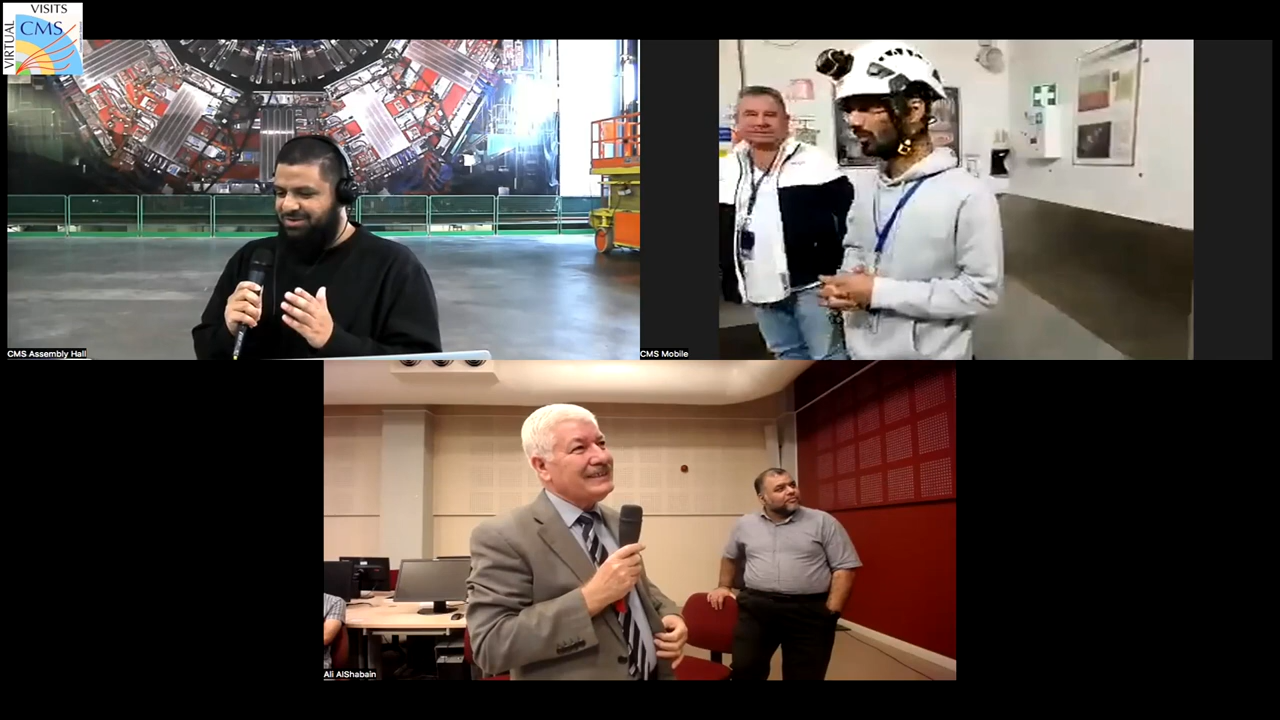 VISITS
VIRTUAL
CMS
CMS Assembly Hall
CMS Mobile
Ali AlShabain